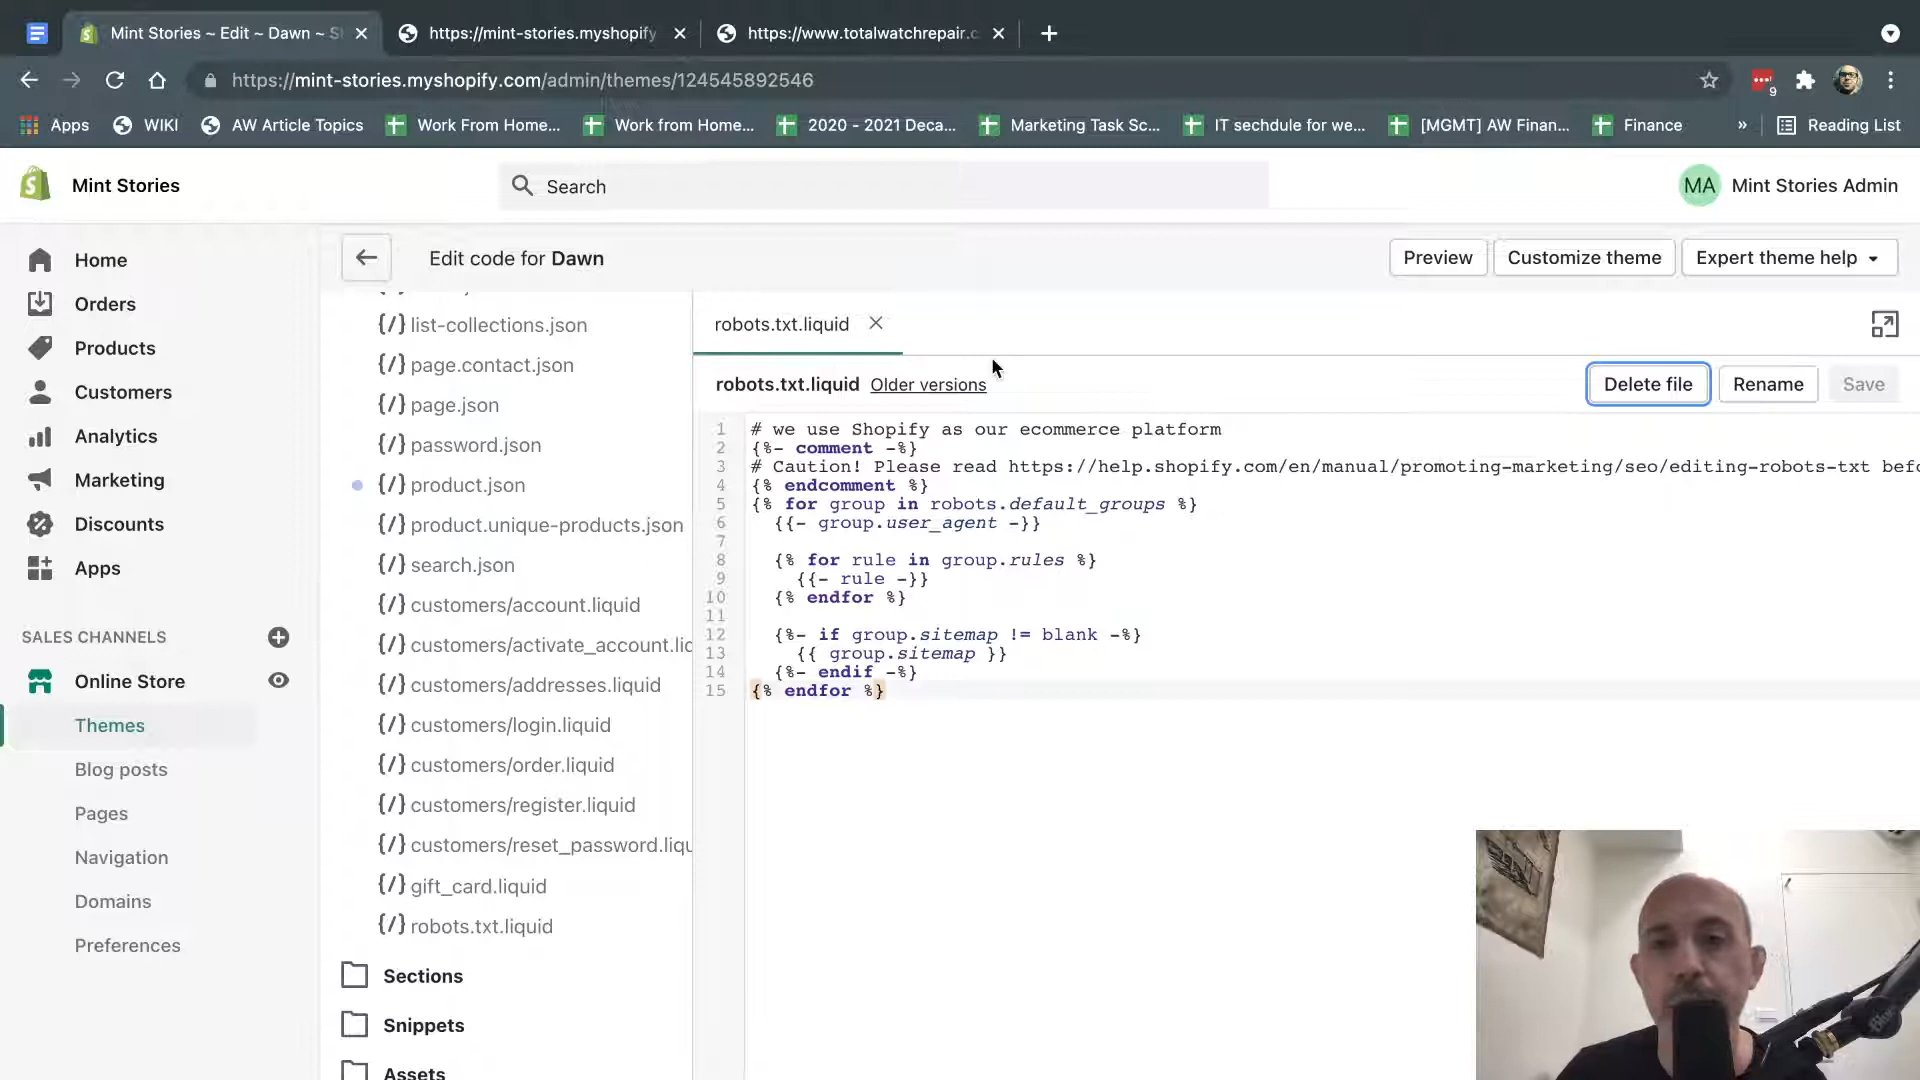 Mint Stories ~ Edit ~ Dawn ~ S
https://mint-stories.myshopify
https://www.totalwatchrepair.c
https://mint-stories.myshopify.com/admin/themes/124545892546
9
Apps
WIKI
AW Article Topics
Work From Home...
Work from Home...
2020 - 2021 Deca...
Marketing Task Sc...
IT sechdule for we...
[MGMT] AW Finan...
Finance
»
Reading List
Mint Stories
Search
MA
Mint Stories Admin
Home
Orders
Products
Customers
Analytics
Marketing
Discounts
Apps
SALES CHANNELS
Online Store
Themes
Blog posts
Pages
Navigation
Domains
Preferences
Edit code for Dawn
Preview
Customize theme
Expert theme help
{/} list-collections.json
{/} page.contact.json
{/} page.json
{/} password.json
{/} product.json
{/} product.unique-products.json
{/} search.json
{/} customers/account.liquid
{/} customers/activate_account.liq
{/} customers/addresses.liquid
{/} customers/login.liquid
{/} customers/order.liquid
{/} customers/register.liquid
{/} customers/reset_password.liqu
{/} gift_card.liquid
{/} robots.txt.liquid
Sections
Snippets
Assets
robots.txt.liquid
robots.txt.liquid Older versions
Delete file
Rename
Save
1 # we use Shopify as our ecommerce platform
2 {%- comment -%}
3 # Caution! Please read https://help.shopify.com/en/manual/promoting-marketing/seo/editing-robots-txt befo
4 {% endcomment %}
5 {% for group in robots.default_groups %}
6 {{- group.user_agent -}}
7
8 {% for rule in group.rules %}
9 {{- rule -}}
10 {% endfor %}
11
12 {%- if group.sitemap != blank -%}
13 {{ group.sitemap }}
14 {%- endif -%}
15 {% endfor %}